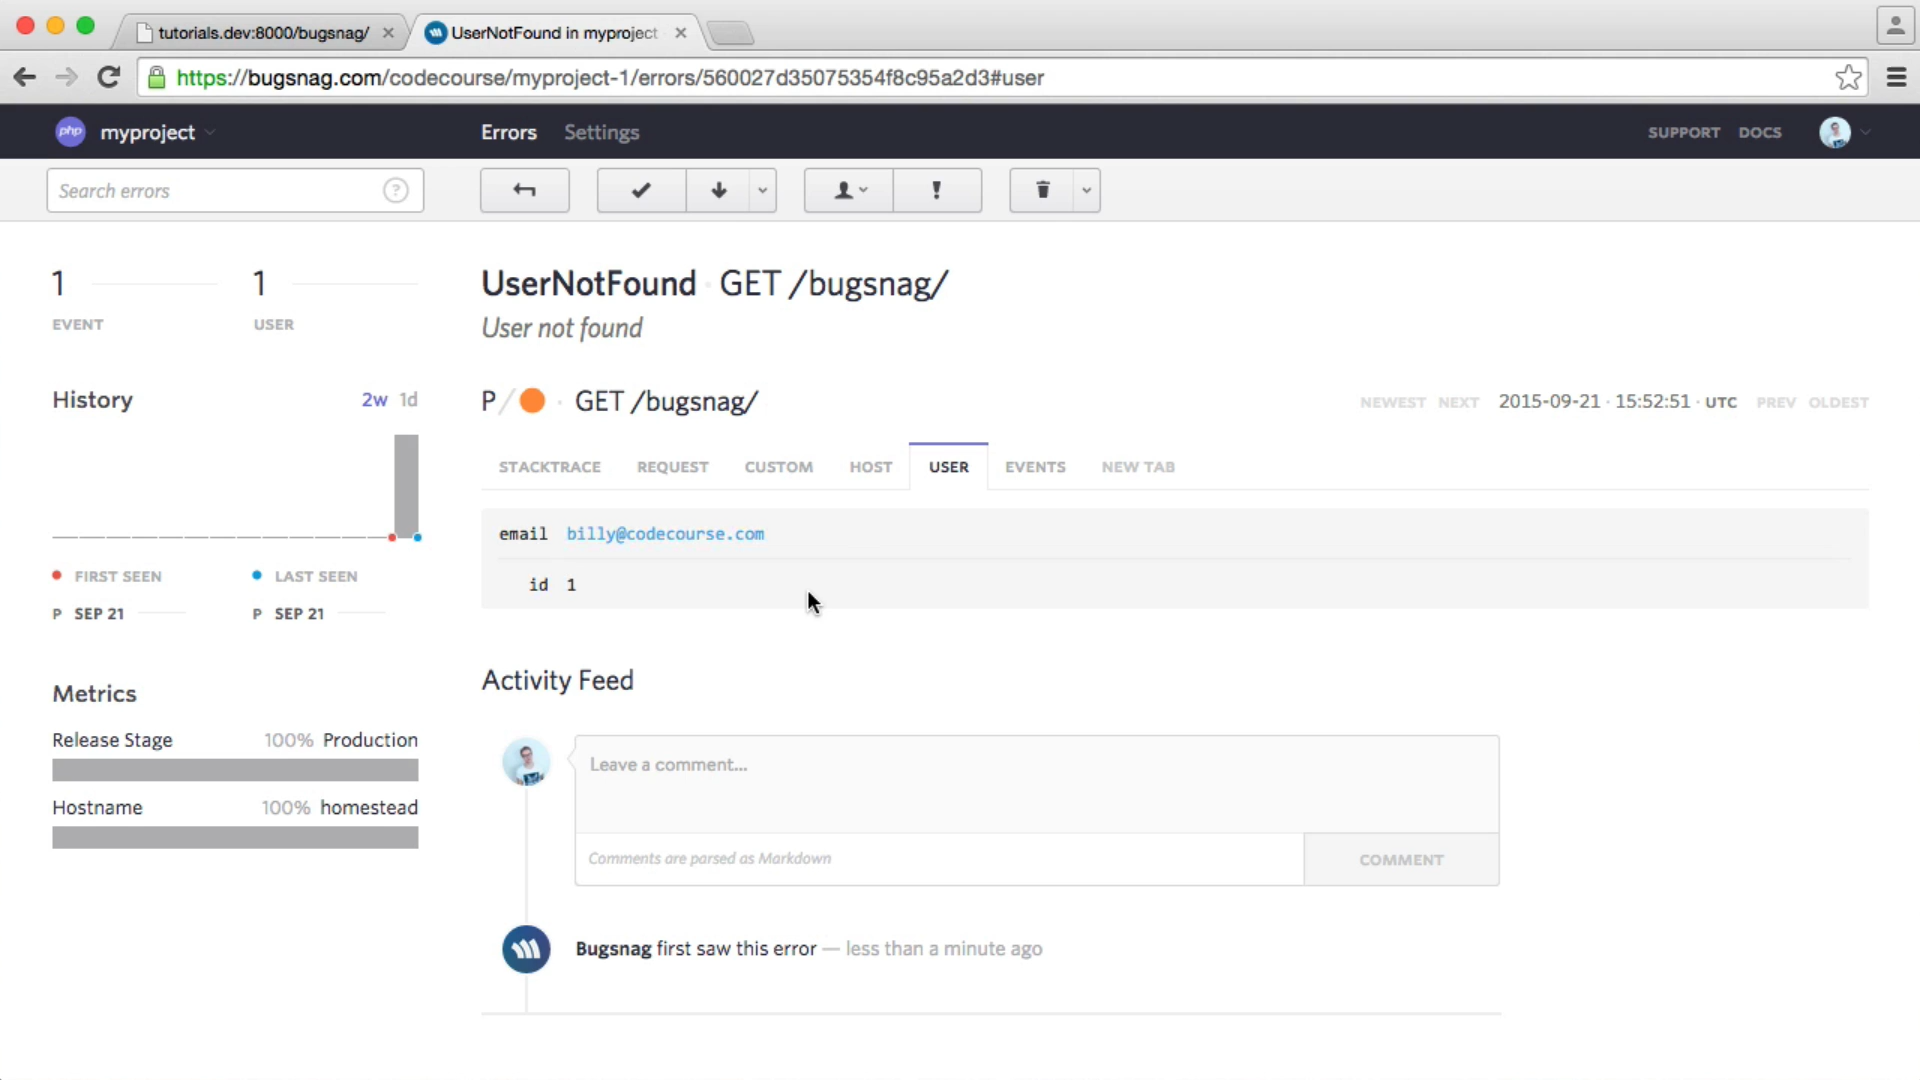 tutorials.dev:8000/bugsnag/
UserNotFound in myproject
https://bugsnag.com/codecourse/myproject-1/errors/560027d35075354f8c95a2d3#user
php myproject
Errors Settings
SUPPORT DOCS
Search errors ?
1 1
EVENT USER
UserNotFound · GET /bugsnag/
User not found
History 2w 1d
P / · GET /bugsnag/
NEWEST NEXT 2015-09-21 · 15:52:51 · UTC PREV OLDEST
STACKTRACE REQUEST CUSTOM HOST USER EVENTS NEW TAB
email billy@codecourse.com
id 1
FIRST SEEN LAST SEEN
P SEP 21 P SEP 21
Metrics
Release Stage 100% Production
Hostname 100% homestead
Activity Feed
Leave a comment...
Comments are parsed as Markdown
COMMENT
Bugsnag first saw this error — less than a minute ago